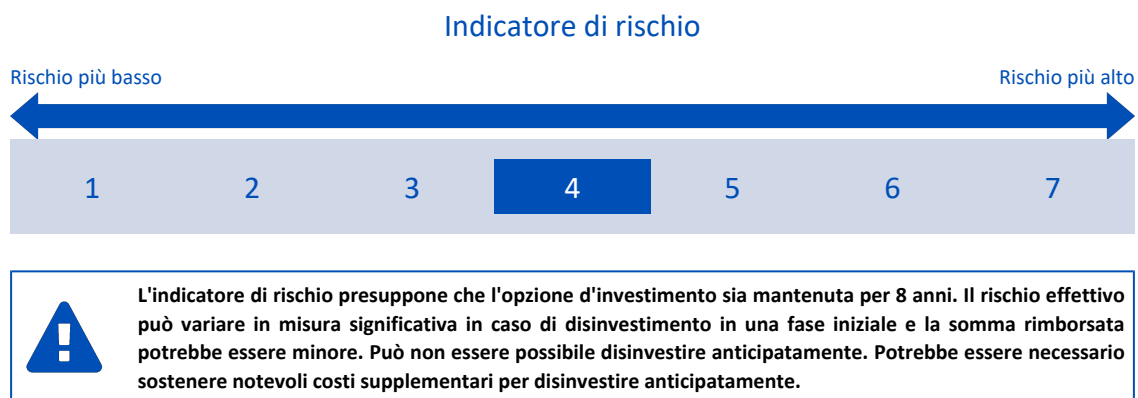 Indicatore di rischio
Rischio più basso
Rischio più alto
1 2 3 4 5 6 7
L'indicatore di rischio presuppone che l'opzione d'investimento sia mantenuta per 8 anni. Il rischio effettivo
può variare in misura significativa in caso di disinvestimento in una fase iniziale e la somma rimborsata
potrebbe essere minore. Può non essere possibile disinvestire anticipatamente. Potrebbe essere necessario
sostenere notevoli costi supplementari per disinvestire anticipatamente.